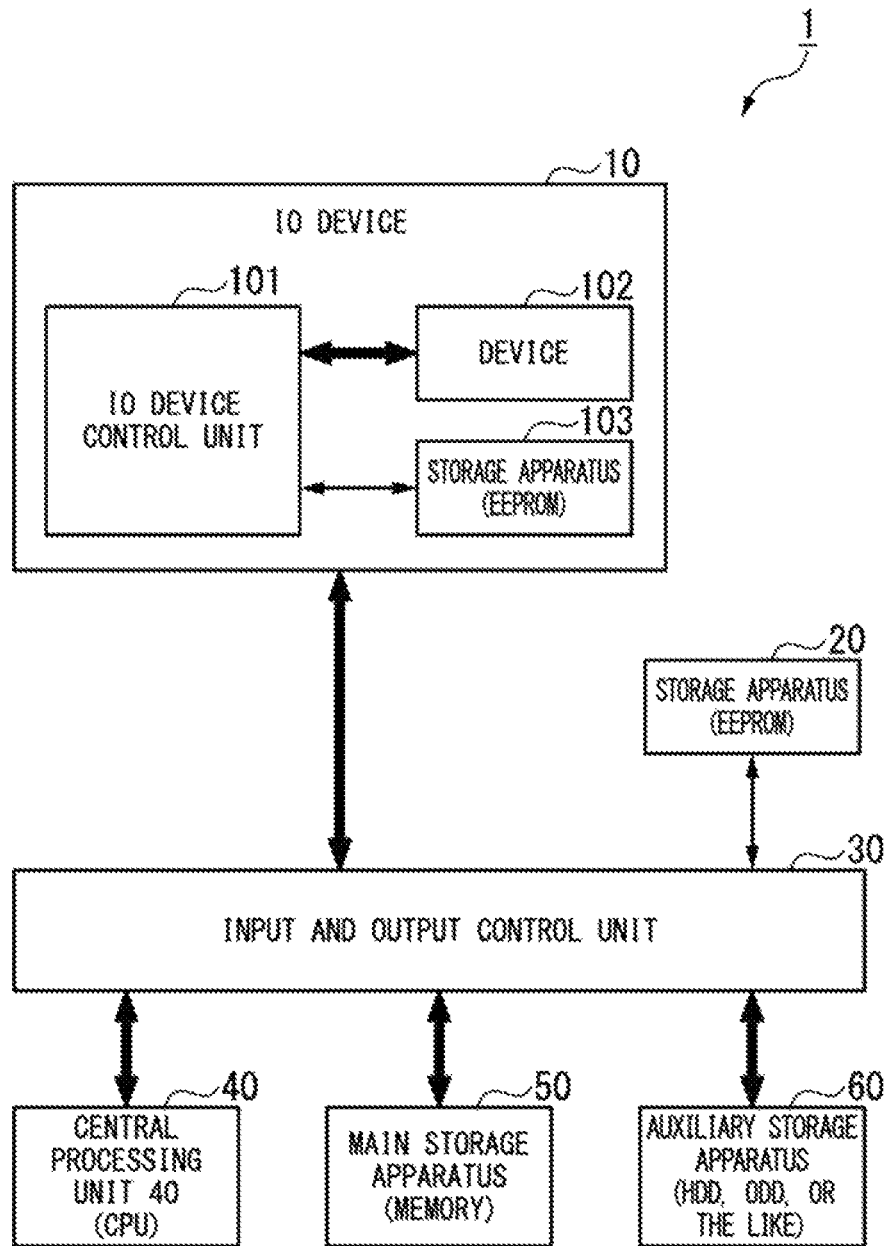 1
10
IO DEVICE
101
102
IO DEVICE
CONTROL UNIT
DEVICE
103
STORAGE APPARATUS
(EEPROM)
20
STORAGE APPARATUS
(EEPROM)
30
INPUT AND OUTPUT CONTROL UNIT
40
CENTRAL
PROCESSING
UNIT 40
(CPU)
50
MAIN STORAGE
APPARATUS
(MEMORY)
60
AUXILIARY STORAGE
APPARATUS
(HDD, ODD, OR
THE LIKE)